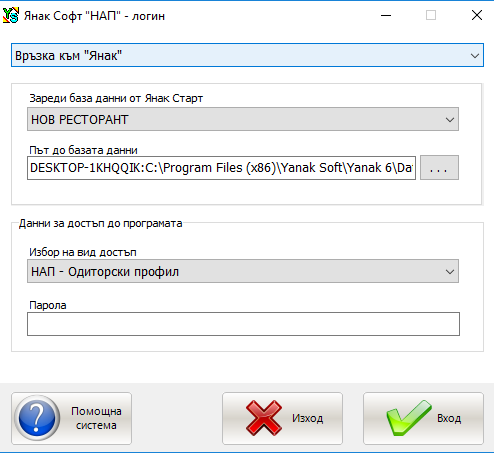 Янак Софт "НАП" - логин
Връзка към "Янак"
Зареди база данни от Янак Старт
НОВ РЕСТОРАНТ
Път до базата данни
DESKTOP-1KHQQIK:C:\Program Files (x86)\Yanak Soft\Yanak 6\Da
...
Данни за достъп до програмата
Избор на вид достъп
НАП - Одиторски профил
Парола
Помощна
система
Изход
Вход